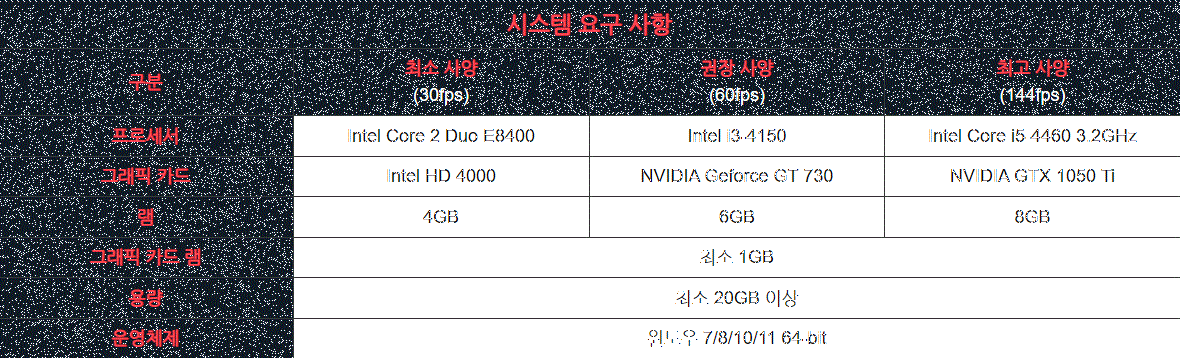 시스템 요구 사항
구분 최소 사양 (30fps) 권장 사양 (60fps) 최고 사양 (144fps)
프로세서 Intel Core 2 Duo E8400 Intel i3-4150 Intel Core i5-4460 3.2GHz
그래픽 카드 Intel HD 4000 NVIDIA Geforce GT 730 NVIDIA GTX 1050 Ti
램 4GB 6GB 8GB
그래픽 카드 램 최소 1GB
용량 최소 20GB 이상
운영체제 윈도우 7/8/10/11 64-bit